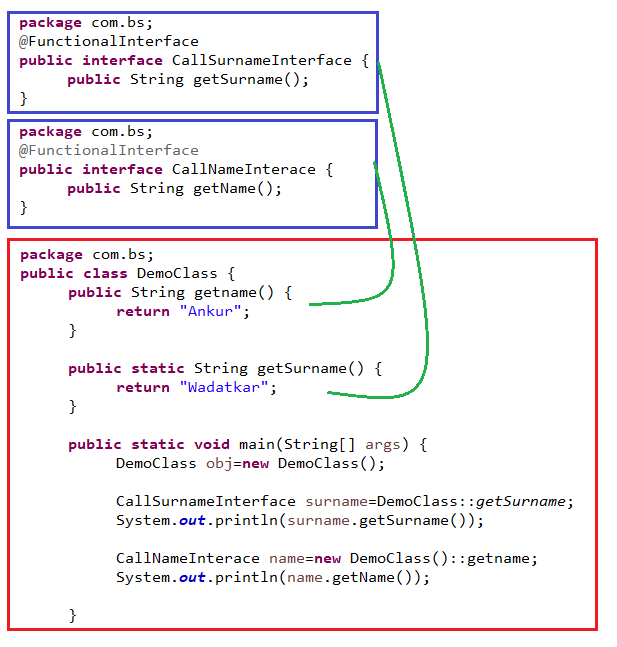 package com.bs;
@FunctionalInterface
public interface CallSurnameInterface {
public String getSurname();
}
package com.bs;
@FunctionalInterface
public interface CallNameInterace {
public String getName();
}
package com.bs;
public class DemoClass {
public String getname() {
return "Ankur";
}
public static String getSurname() {
return "Wadatkar";
}
public static void main(String[] args) {
DemoClass obj=new DemoClass();
CallSurnameInterface surname=DemoClass::getSurname;
System.out.println(surname.getSurname());
CallNameInterace name=new DemoClass()::getname;
System.out.println(name.getName());
}